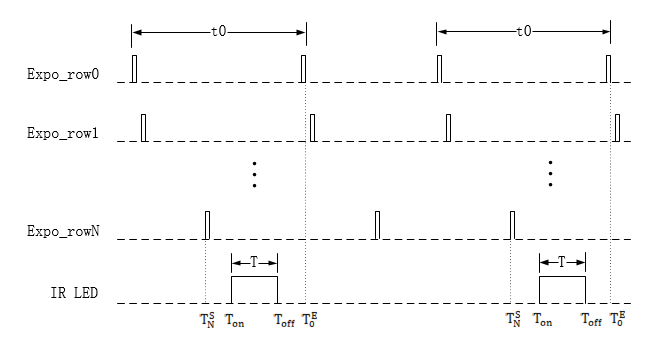 t0 t0
Expo_row0
Expo_row1
Expo_rowN
T T
IR LED
T_N^S T_on T_off T_0^E T_N^S T_on T_off T_0^E